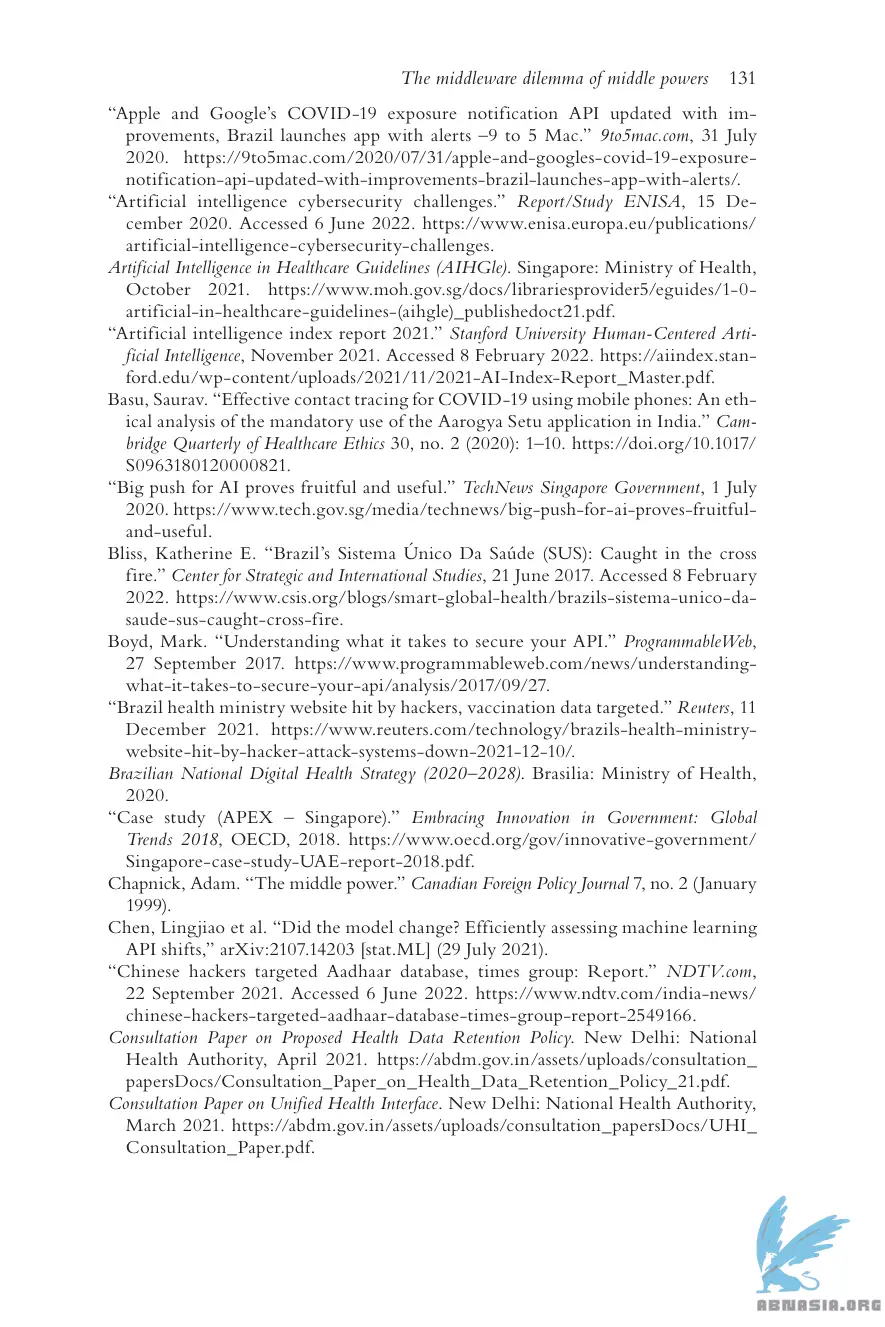 The middleware dilemma of middle powers 131
“Apple and Google’s COVID-19 exposure notification API updated with im-
provements, Brazil launches app with alerts –9 to 5 Mac.” 9to5mac.com, 31 July
2020. https://9to5mac.com/2020/07/31/apple-and-googles-covid-19-exposure-
notification-api-updated-with-improvements-brazil-launches-app-with-alerts/.
“Artificial intelligence cybersecurity challenges.” Report/Study ENISA, 15 De-
cember 2020. Accessed 6 June 2022. https://www.enisa.europa.eu/publications/
artificial-intelligence-cybersecurity-challenges.
Artificial Intelligence in Healthcare Guidelines (AIHGle). Singapore: Ministry of Health,
October 2021. https://www.moh.gov.sg/docs/librariesprovider5/eguides/1-0-
artificial-in-healthcare-guidelines-(aihgle)_publishedoct21.pdf.
“Artificial intelligence index report 2021.” Stanford University Human-Centered Arti-
ficial Intelligence, November 2021. Accessed 8 February 2022. https://aiindex.stan-
ford.edu/wp-content/uploads/2021/11/2021-AI-Index-Report_Master.pdf.
Basu, Saurav. “Effective contact tracing for COVID-19 using mobile phones: An eth-
ical analysis of the mandatory use of the Aarogya Setu application in India.” Cam-
bridge Quarterly of Healthcare Ethics 30, no. 2 (2020): 1–10. https://doi.org/10.1017/
S0963180120000821.
“Big push for AI proves fruitful and useful.” TechNews Singapore Government, 1 July
2020. https://www.tech.gov.sg/media/technews/big-push-for-ai-proves-fruitful-
and-useful.
Bliss, Katherine E. “Brazil’s Sistema Único Da Saúde (SUS): Caught in the cross
fire.” Center for Strategic and International Studies, 21 June 2017. Accessed 8 February
2022. https://www.csis.org/blogs/smart-global-health/brazils-sistema-unico-da-
saude-sus-caught-cross-fire.
Boyd, Mark. “Understanding what it takes to secure your API.” ProgrammableWeb,
27 September 2017. https://www.programmableweb.com/news/understanding-
what-it-takes-to-secure-your-api/analysis/2017/09/27.
“Brazil health ministry website hit by hackers, vaccination data targeted.” Reuters, 11
December 2021. https://www.reuters.com/technology/brazils-health-ministry-
website-hit-by-hacker-attack-systems-down-2021-12-10/.
Brazilian National Digital Health Strategy (2020–2028). Brasilia: Ministry of Health,
2020.
“Case study (APEX – Singapore).” Embracing Innovation in Government: Global
Trends 2018, OECD, 2018. https://www.oecd.org/gov/innovative-government/
Singapore-case-study-UAE-report-2018.pdf.
Chapnick, Adam. “The middle power.” Canadian Foreign Policy Journal 7, no. 2 (January
1999).
Chen, Lingjiao et al. “Did the model change? Efficiently assessing machine learning
API shifts,” arXiv:2107.14203 [stat.ML] (29 July 2021).
“Chinese hackers targeted Aadhaar database, times group: Report.” NDTV.com,
22 September 2021. Accessed 6 June 2022. https://www.ndtv.com/india-news/
chinese-hackers-targeted-aadhaar-database-times-group-report-2549166.
Consultation Paper on Proposed Health Data Retention Policy. New Delhi: National
Health Authority, April 2021. https://abdm.gov.in/assets/uploads/consultation_
papersDocs/Consultation_Paper_on_Health_Data_Retention_Policy_21.pdf.
Consultation Paper on Unified Health Interface. New Delhi: National Health Authority,
March 2021. https://abdm.gov.in/assets/uploads/consultation_papersDocs/UHI_
Consultation_Paper.pdf.
ABNASIA.ORG